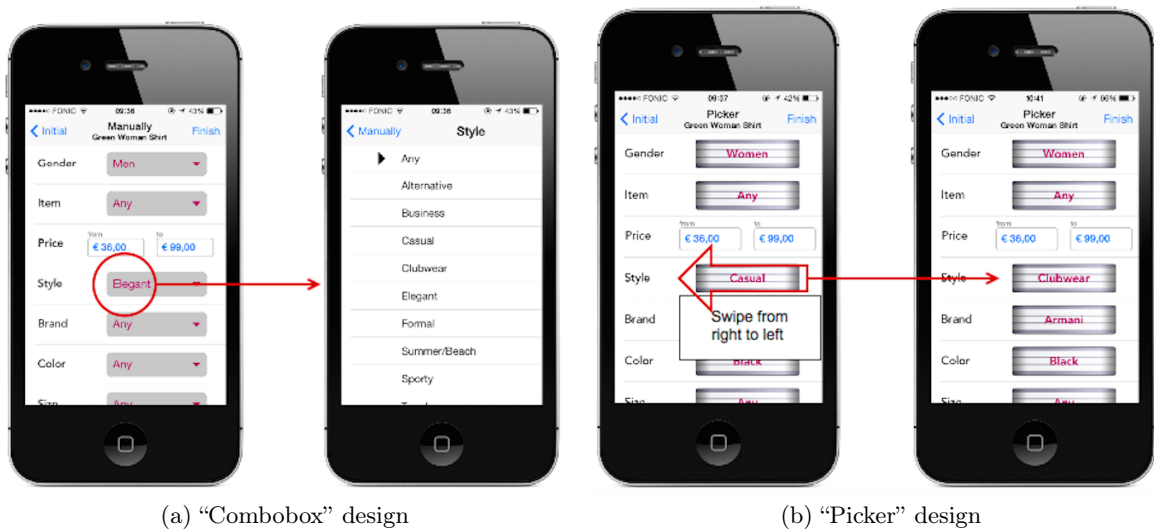 FONIC 09:36 43%
Initial Manually Finish
Green Woman Shirt
Gender Men
Item Any
from to
Price € 36,00 € 99,00
Style Elegant
Brand Any
Color Any
Size Any
FONIC 09:36 43%
Manually Style
Any
Alternative
Business
Casual
Clubwear
Elegant
Formal
Summer/Beach
Sporty
FONIC 09:37 42%
Initial Picker Finish
Green Woman Shirt
Gender Women
Item Any
from to
Price € 36,00 € 99,00
Style Casual
Brand
Swipe from
right to left
Color Black
Size Any
FONIC 10:41 66%
Initial Picker Finish
Green Woman Shirt
Gender Women
Item Any
from to
Price € 36,00 € 99,00
Style Clubwear
Brand Armani
Color Black
Size Any
(a) “Combobox” design
(b) “Picker” design